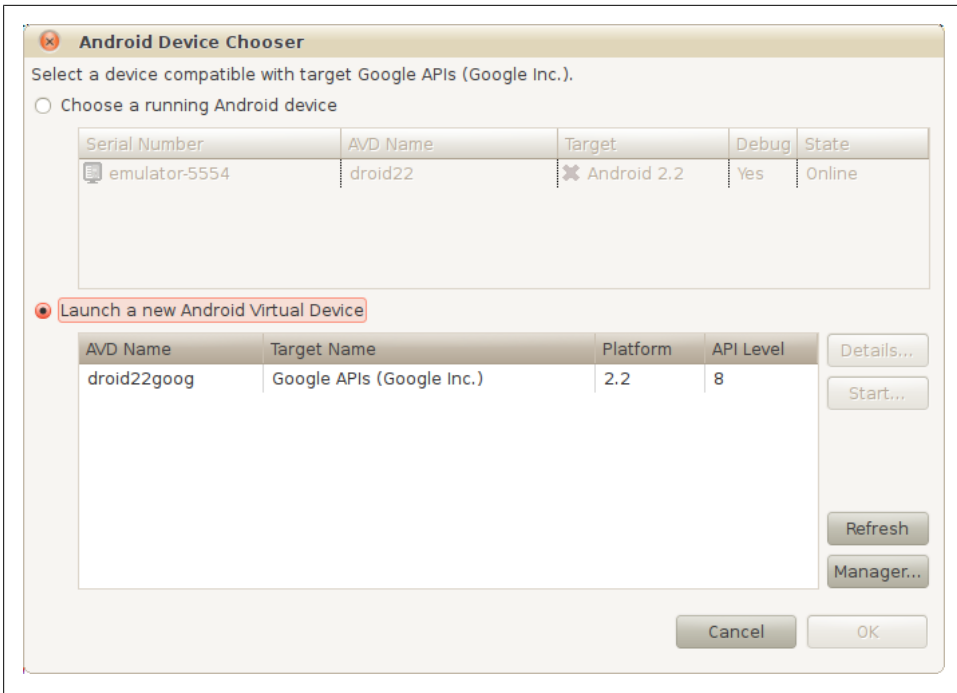 Android Device Chooser
Select a device compatible with target Google APIs (Google Inc.).
Choose a running Android device
Serial Number AVD Name Target Debug State
emulator-5554 droid22 Android 2.2 Yes Online
Launch a new Android Virtual Device
AVD Name Target Name Platform API Level
droid22goog Google APIs (Google Inc.) 2.2 8
Details...
Start...
Refresh
Manager...
Cancel OK